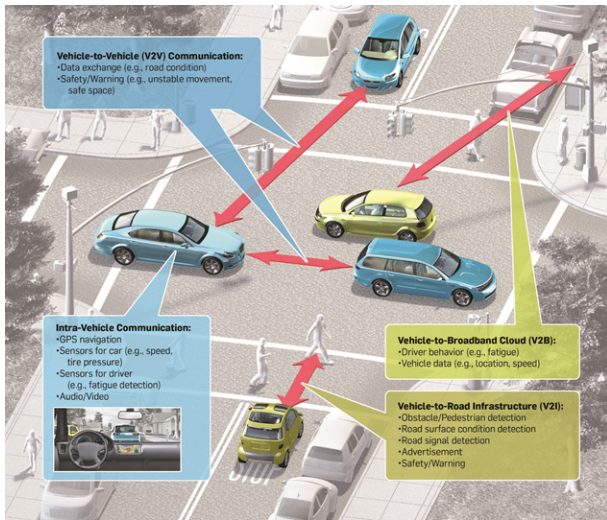 Vehicle-to-Vehicle (V2V) Communication:
•Data exchange (e.g., road condition)
•Safety/Warning (e.g., unstable movement,
safe space)
Intra-Vehicle Communication:
•GPS navigation
•Sensors for car (e.g., speed,
tire pressure)
•Sensors for driver
(e.g., fatigue detection)
•Audio/Video
Vehicle-to-Broadband Cloud (V2B):
•Driver behavior (e.g., fatigue)
•Vehicle data (e.g., location, speed)
Vehicle-to-Road Infrastructure (V2I):
•Obstacle/Pedestrian detection
•Road surface condition detection
•Road signal detection
•Advertisement
•Safety/Warning